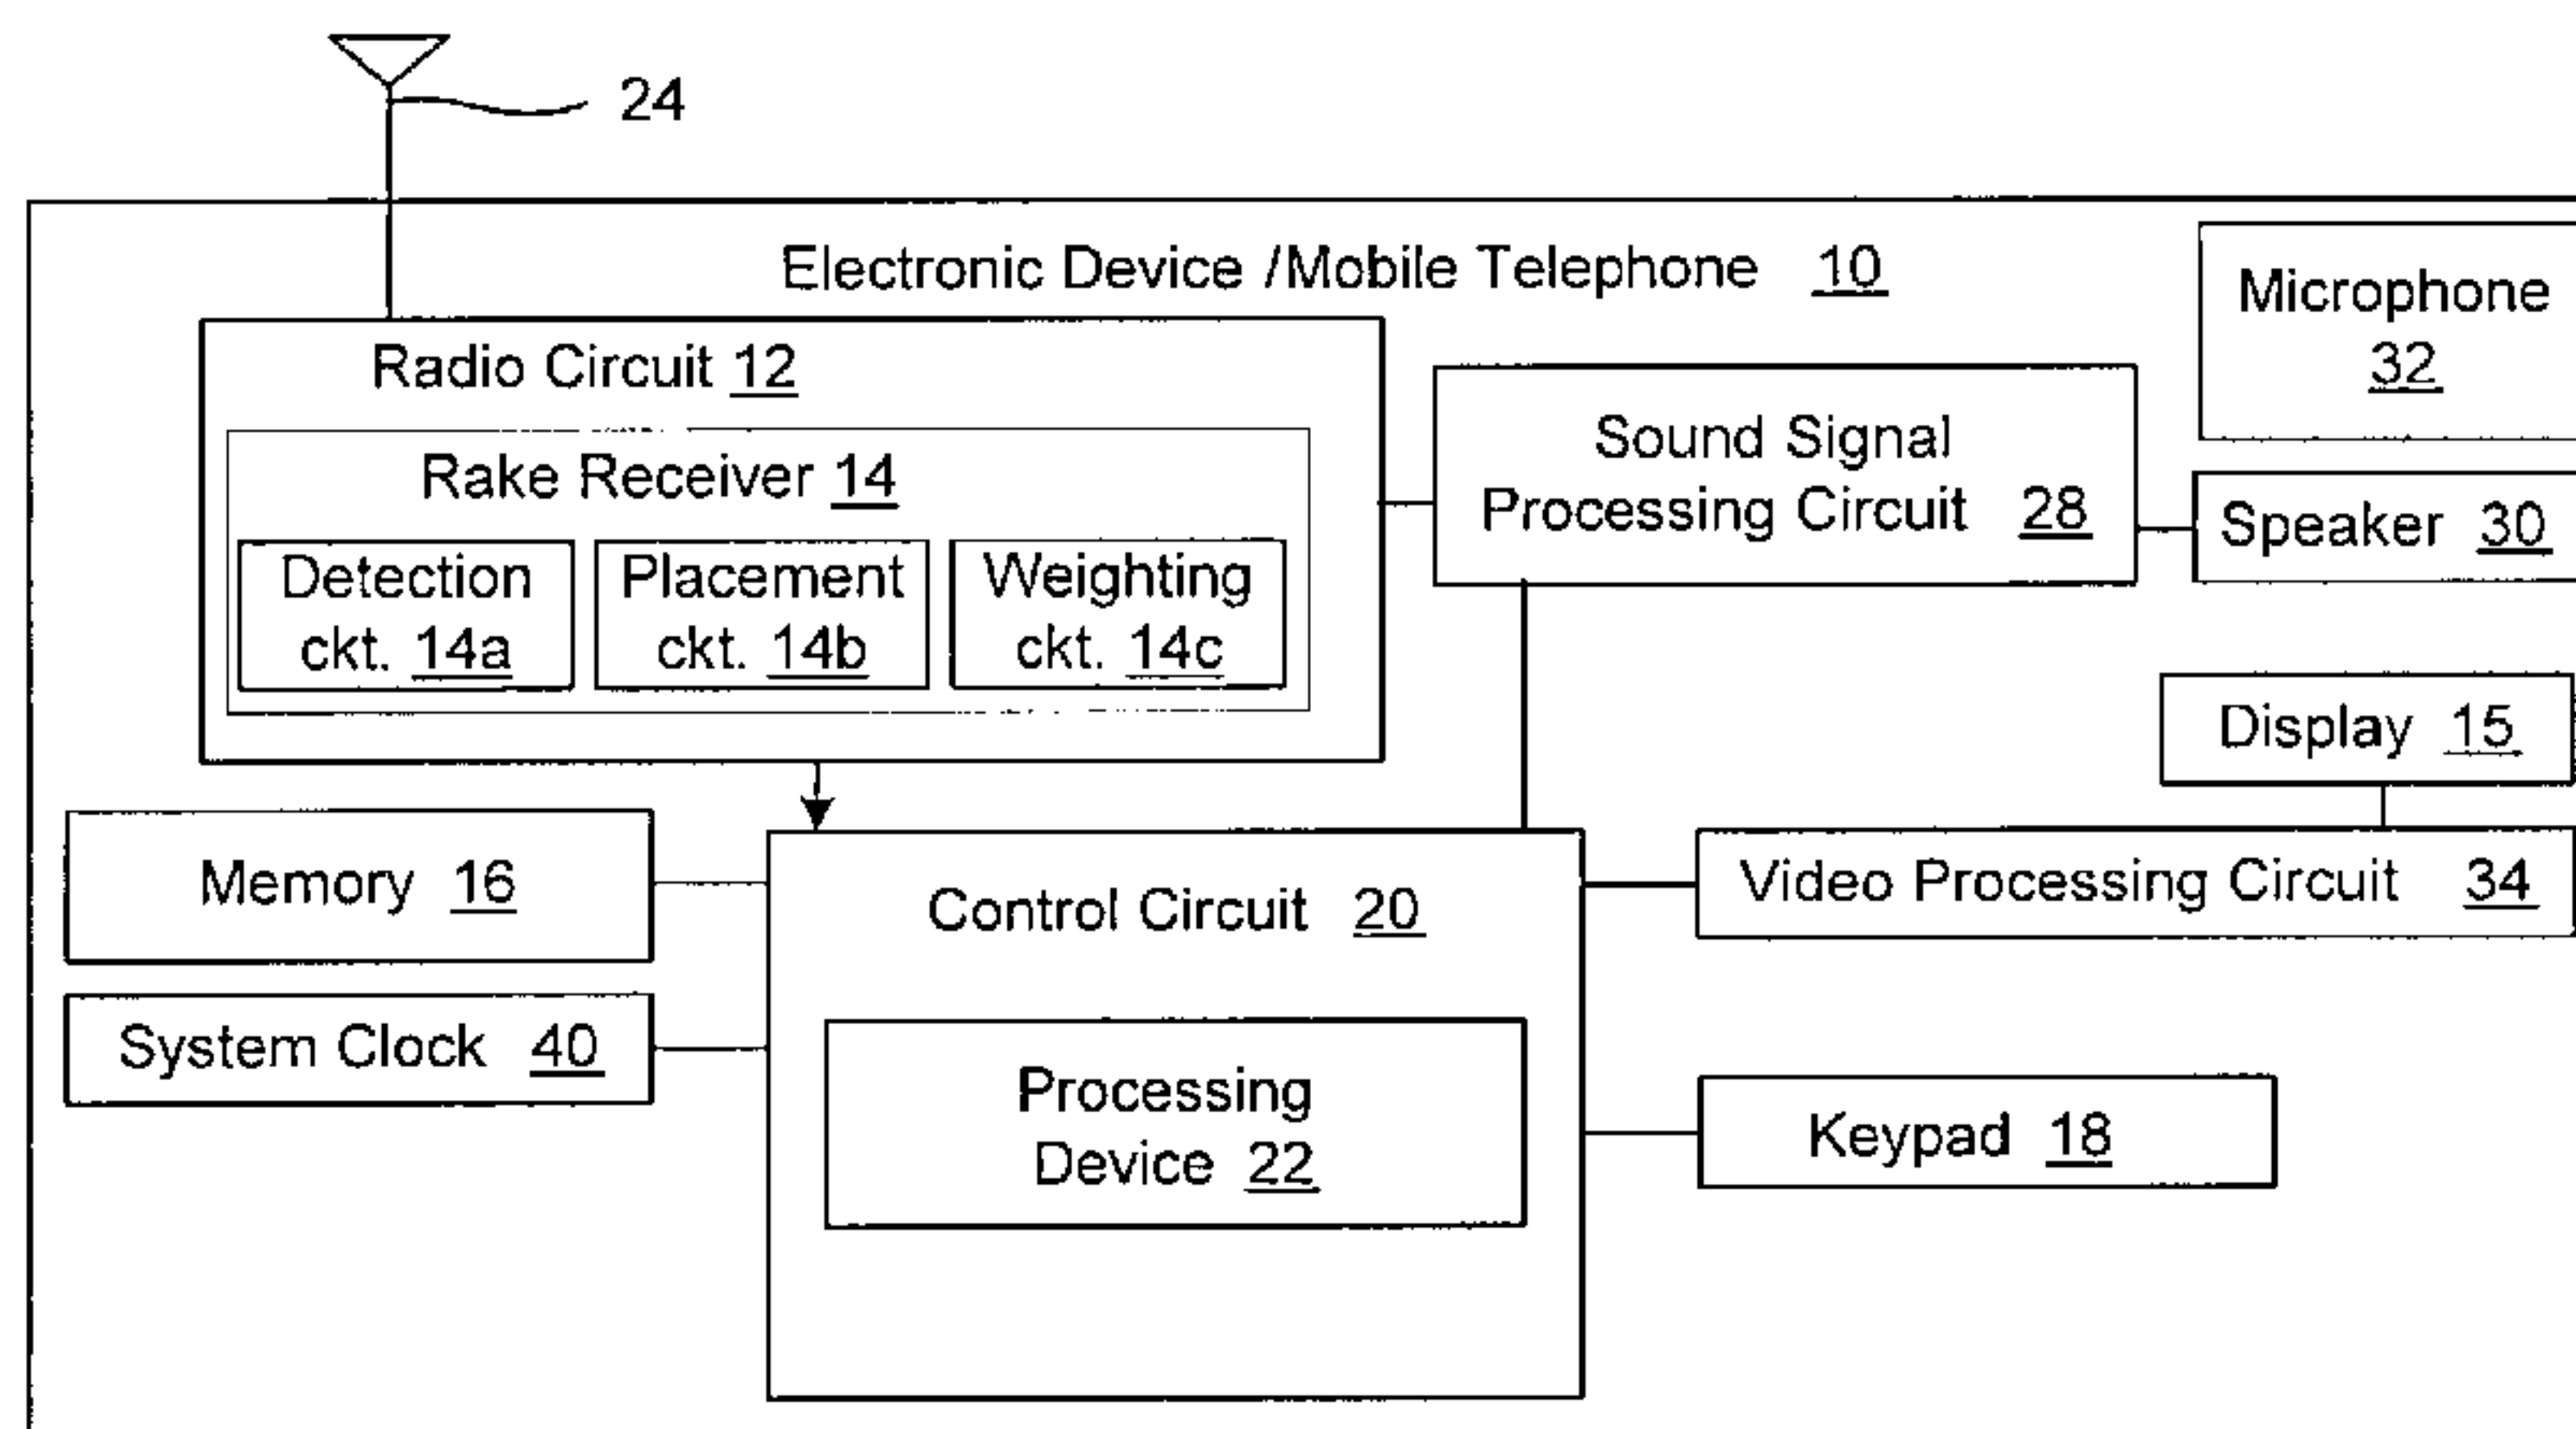 24
Electronic Device /Mobile Telephone 10
Microphone
32
Radio Circuit 12
Rake Receiver 14
Detection
ckt. 14a
Placement
ckt. 14b
Weighting
ckt. 14c
Sound Signal
Processing Circuit 28
Speaker 30
Display 15
Memory 16
Control Circuit 20
Video Processing Circuit 34
System Clock 40
Processing
Device 22
Keypad 18